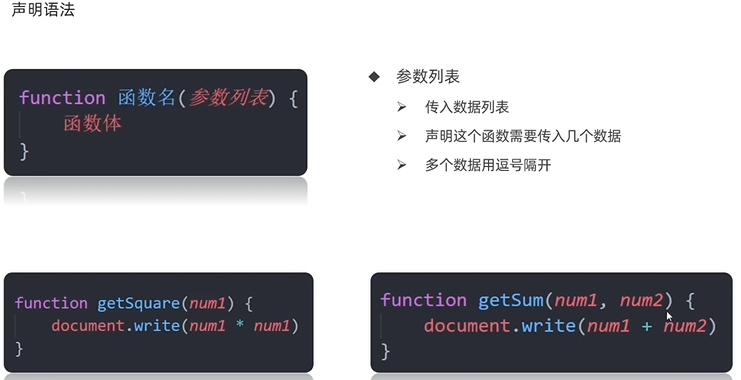 声明语法
function 函数名(参数列表) {
函数体
}
◆ 参数列表
➢ 传入数据列表
➢ 声明这个函数需要传入几个数据
➢ 多个数据用逗号隔开
function getSquare(num1) {
document.write(num1 * num1)
}
function getSum(num1, num2) {
document.write(num1 + num2)
}